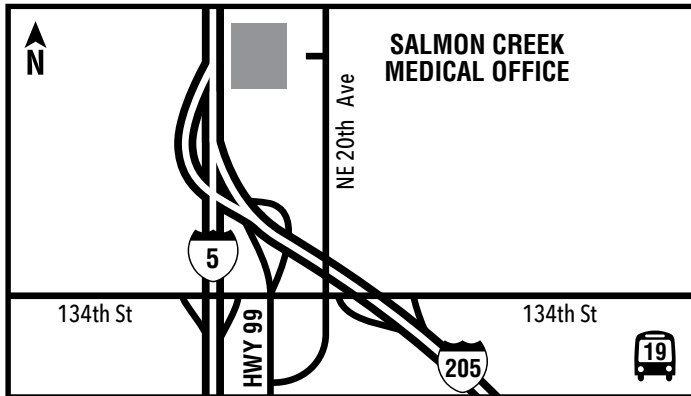 N
SALMON CREEK
MEDICAL OFFICE
NE 20th Ave
5
134th St
HWY 99
134th St
205
19